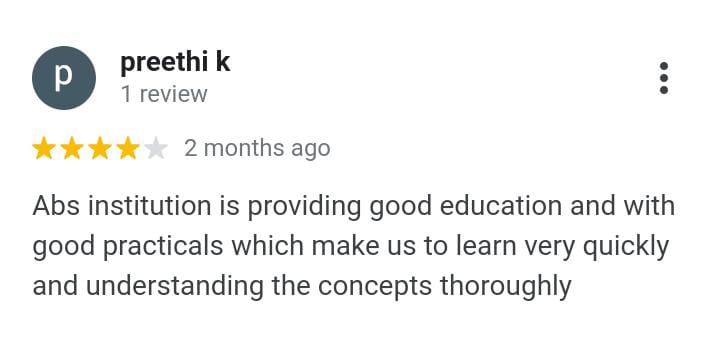 p
preethi k
1 review
2 months ago
Abs institution is providing good education and with
good practicals which make us to learn very quickly
and understanding the concepts thoroughly